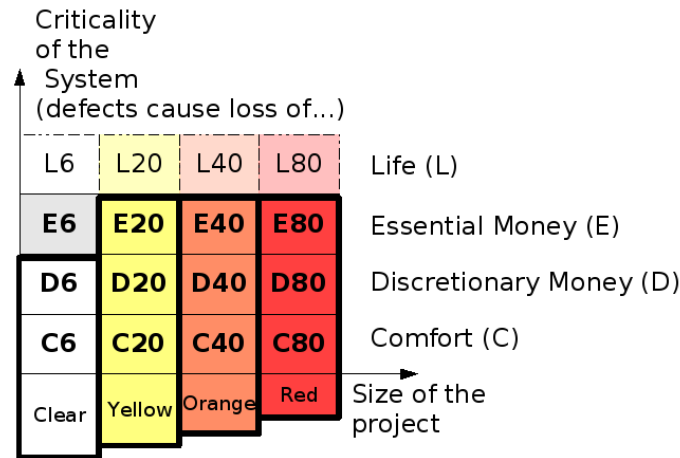 Criticality
of the
System
(defects cause loss of...)
L6 L20 L40 L80 Life (L)
E6 E20 E40 E80 Essential Money (E)
D6 D20 D40 D80 Discretionary Money (D)
C6 C20 C40 C80 Comfort (C)
Clear Yellow Orange Red Size of the
project